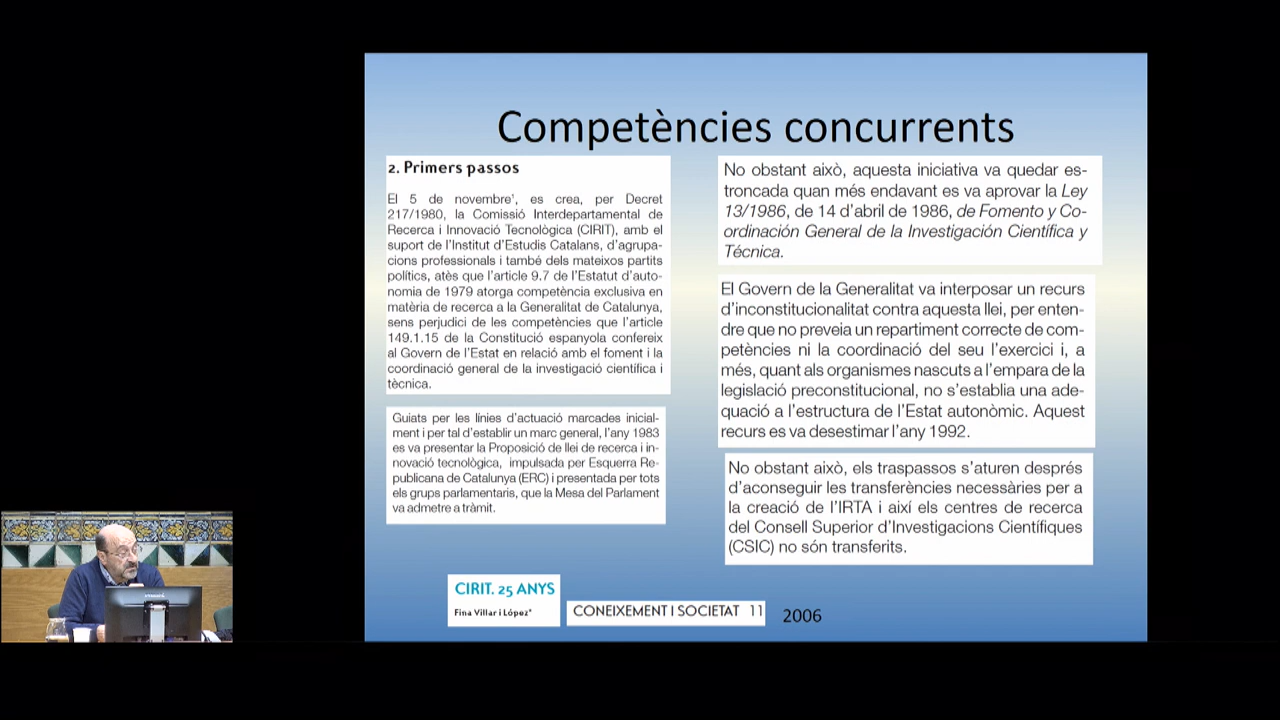 Competències concurrents
2. Primers passos
El 5 de novembre¹, es crea, per Decret
217/1980, la Comissió Interdepartamental de
Recerca i Innovació Tecnològica (CIRIT), amb el
suport de l'Institut d'Estudis Catalans, d'agrupa-
cions professionals i també dels mateixos partits
polítics, atès que l'article 9.7 de l'Estatut d'auto-
nomia de 1979 atorga competència exclusiva en
matèria de recerca a la Generalitat de Catalunya,
sens perjudici de les competències que l'article
149.1.15 de la Constitució espanyola confereix
al Govern de l'Estat en relació amb el foment i la
coordinació general de la investigació científica i
tècnica.
Guiats per les línies d'actuació marcades inicial-
ment i per tal d'establir un marc general, l'any 1983
es va presentar la Proposició de llei de recerca i in-
novació tecnològica, impulsada per Esquerra Re-
publicana de Catalunya (ERC) i presentada per tots
els grups parlamentaris, que la Mesa del Parlament
va admetre a tràmit.
No obstant això, aquesta iniciativa va quedar es-
troncada quan més endavant es va aprovar la Ley
13/1986, de 14 d'abril de 1986, de Fomento y Co-
ordinación General de la Investigación Científica y
Técnica.
El Govern de la Generalitat va interposar un recurs
d'inconstitucionalitat contra aquesta llei, per enten-
dre que no preveia un repartiment correcte de com-
petències ni la coordinació del seu l'exercici i, a
més, quant als organismes nascuts a l'empara de la
legislació preconstitucional, no s'establia una ade-
quació a l'estructura de l'Estat autonòmic. Aquest
recurs es va desestimar l'any 1992.
No obstant això, els traspassos s'aturen després
d'aconseguir les transferències necessàries per a
la creació de l'IRTA i així els centres de recerca
del Consell Superior d'Investigacions Científiques
(CSIC) no són transferits.
CIRIT. 25 ANYS
Fina Villar i López*
CONEIXEMENT I SOCIETAT 11
2006